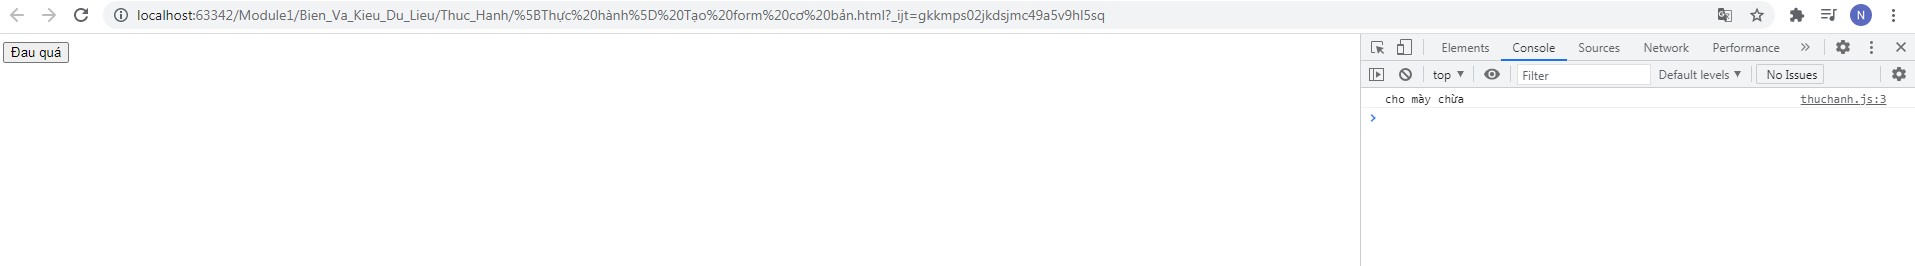 localhost:63342/Module1/Bien_Va_Kieu_Du_Lieu/Thuc_Hanh/%5BThực%20hành%5D%20Tạo%20form%20cơ%20bản.html?_ijt=gkkmps02jkdsjmc49a5v9hl5sq
N
Đau quá
Elements Console Sources Network Performance »
top ▼ Filter Default levels ▼ No Issues
cho mày chừa thuchanh.js:3
>